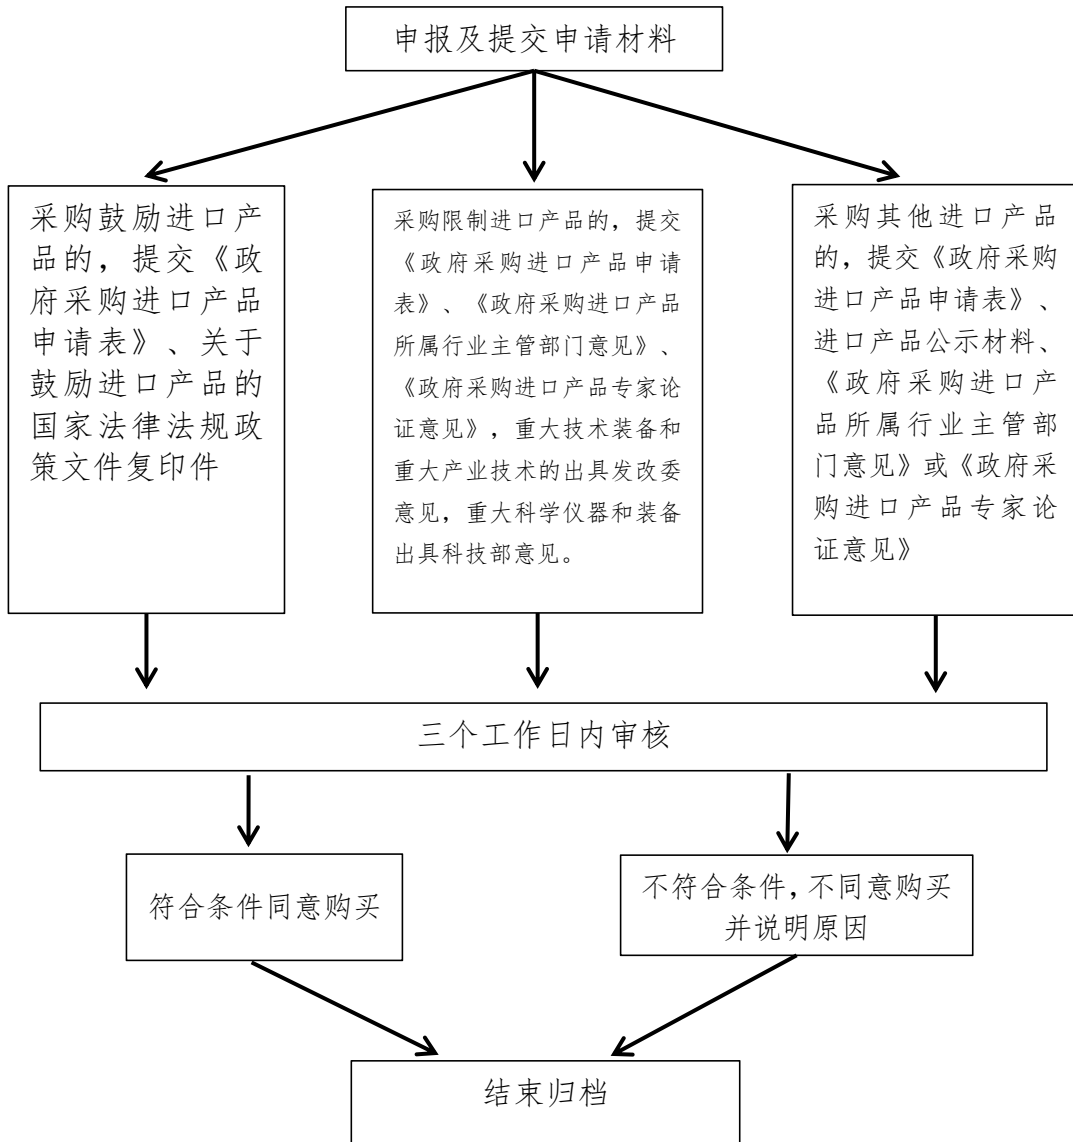 申报及提交申请材料
采购鼓励进口产
品的，提交《政
府采购进口产品
申请表》、关于
鼓励进口产品的
国家法律法规政
策文件复印件
采购限制进口产品的，提交
《政府采购进口产品申请
表》、《政府采购进口产品
所属行业主管部门意见》、
《政府采购进口产品专家论
证意见》，重大技术装备和
重大产业技术的出具发改委
意见，重大科学仪器和装备
出具科技部意见。
采购其他进口产品
的，提交《政府采购
进口产品申请表》、
进口产品公示材料、
《政府采购进口产
品所属行业主管部
门意见》或《政府采
购进口产品专家论
证意见》
三个工作日内审核
符合条件同意购买
不符合条件，不同意购买
并说明原因
结束归档